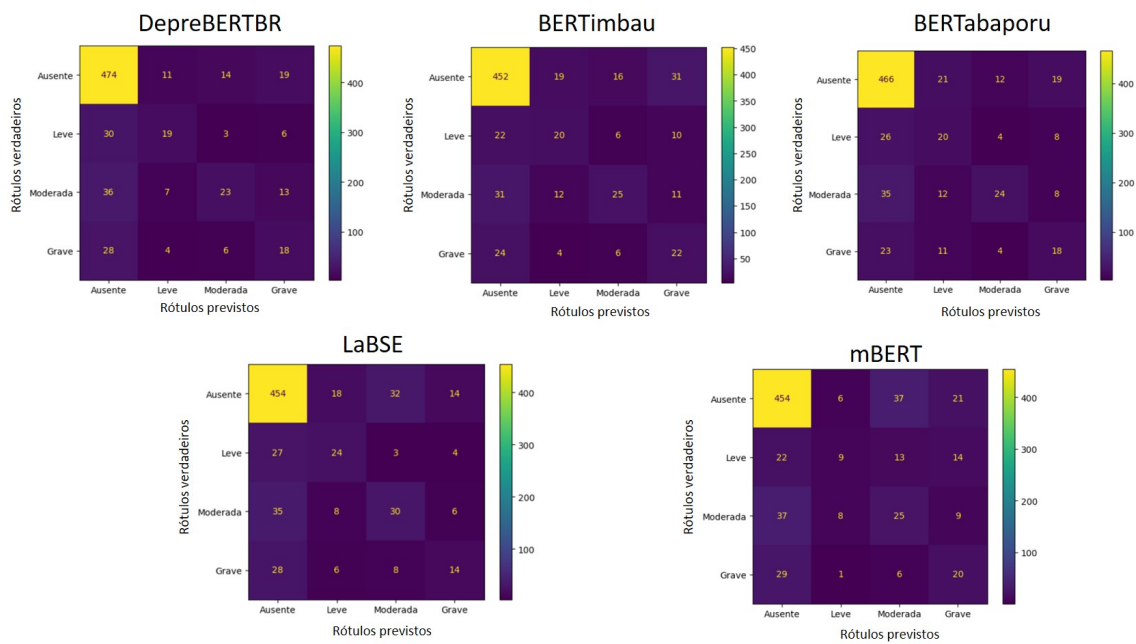 DepreBERTBR
Rótulos verdadeiros
Ausente 474 11 14 19
Leve 30 19 3 6
Moderada 36 7 23 13
Grave 28 4 6 18
Ausente Leve Moderada Grave
Rótulos previstos
400
300
200
100
BERTimbau
Rótulos verdadeiros
Ausente 452 19 16 31
Leve 22 20 6 10
Moderada 31 12 25 11
Grave 24 4 6 22
Ausente Leve Moderada Grave
Rótulos previstos
450
400
350
300
250
200
150
100
50
BERTabaporu
Rótulos verdadeiros
Ausente 466 21 12 19
Leve 26 20 4 8
Moderada 35 12 24 8
Grave 23 11 4 18
Ausente Leve Moderada Grave
Rótulos previstos
400
300
200
100
LaBSE
Rótulos verdadeiros
Ausente 454 18 32 14
Leve 27 24 3 4
Moderada 35 8 30 6
Grave 28 6 8 14
Ausente Leve Moderada Grave
Rótulos previstos
400
300
200
100
mBERT
Rótulos verdadeiros
Ausente 454 6 37 21
Leve 22 9 13 14
Moderada 37 8 25 9
Grave 29 1 6 20
Ausente Leve Moderada Grave
Rótulos previstos
400
300
200
100